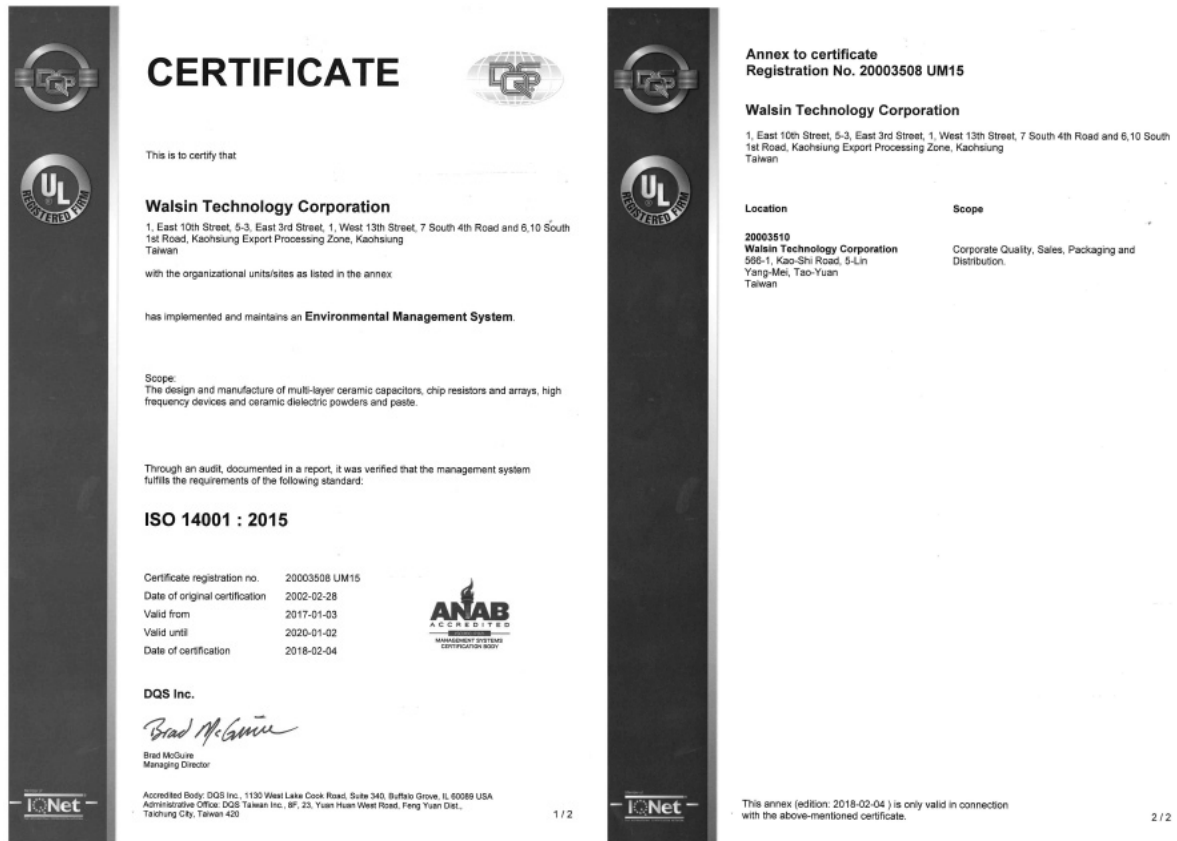 DQS
UL
®
REGISTERED FIRM
IQNet
CERTIFICATE
DQS
This is to certify that
Walsin Technology Corporation
1, East 10th Street, 5-3, East 3rd Street, 1, West 13th Street, 7 South 4th Road and 6,10 South
1st Road, Kaohsiung Export Processing Zone, Kaohsiung
Taiwan
with the organizational units/sites as listed in the annex
has implemented and maintains an Environmental Management System.
Scope:
The design and manufacture of multi-layer ceramic capacitors, chip resistors and arrays, high
frequency devices and ceramic dielectric powders and paste.
Through an audit, documented in a report, it was verified that the management system
fulfills the requirements of the following standard:
ISO 14001 : 2015
Certificate registration no. 20003508 UM15
Date of original certification 2002-02-28
Valid from 2017-01-03
Valid until 2020-01-02
Date of certification 2018-02-04
ANAB
ACCREDITED
MANAGEMENT SYSTEMS
CERTIFICATION BODY
DQS Inc.
Brad McGuire
Brad McGuire
Managing Director
Accredited Body: DQS Inc., 1130 West Lake Cook Road, Suite 340, Buffalo Grove, IL 60089 USA
Administrative Office: DQS Taiwan Inc., 8F, 23, Yuan Huan West Road, Feng Yuan Dist.,
Taichung City, Taiwan 420
1 / 2
DQS
UL
®
REGISTERED FIRM
IQNet
Annex to certificate
Registration No. 20003508 UM15
Walsin Technology Corporation
1, East 10th Street, 5-3, East 3rd Street, 1, West 13th Street, 7 South 4th Road and 6,10 South
1st Road, Kaohsiung Export Processing Zone, Kaohsiung
Taiwan
Location Scope
20003510
Walsin Technology Corporation Corporate Quality, Sales, Packaging and
566-1, Kao-Shi Road, 5-Lin Distribution.
Yang-Mei, Tao-Yuan
Taiwan
This annex (edition: 2018-02-04 ) is only valid in connection
with the above-mentioned certificate.
2 / 2